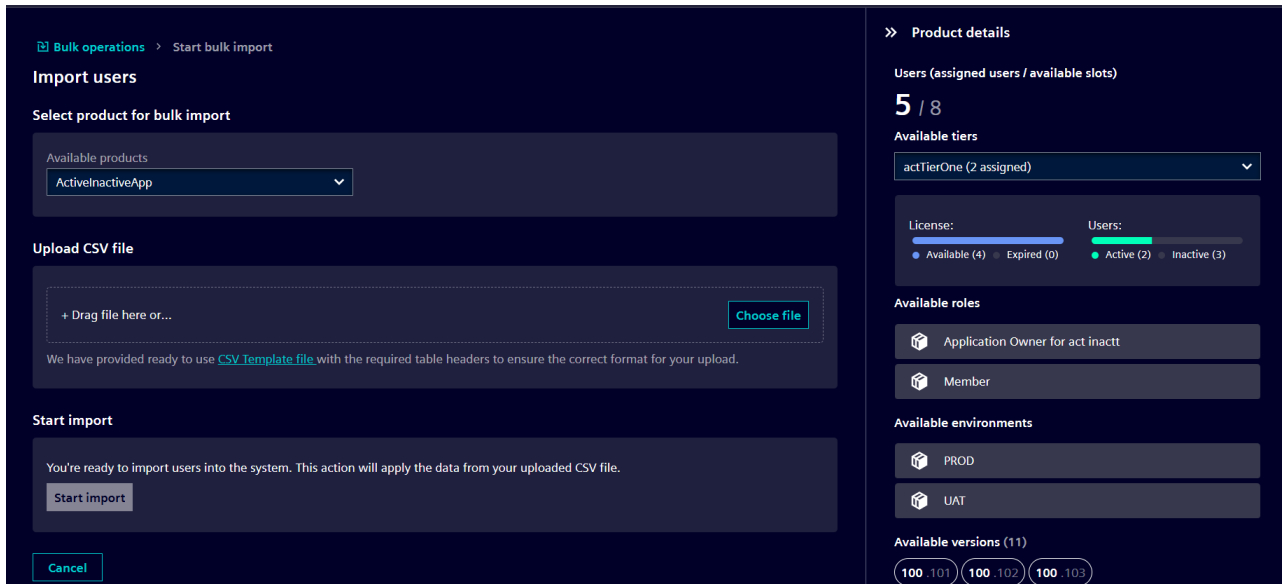 Bulk operations > Start bulk import
Import users
Select product for bulk import
Available products
ActiveInactiveApp
Upload CSV file
+ Drag file here or...
Choose file
We have provided ready to use CSV Template file with the required table headers to ensure the correct format for your upload.
Start import
You're ready to import users into the system. This action will apply the data from your uploaded CSV file.
Start import
Cancel
Product details
Users (assigned users / available slots)
5 / 8
Available tiers
actTierOne (2 assigned)
License:
Available (4) Expired (0)
Users:
Active (2) Inactive (3)
Available roles
Application Owner for act inactt
Member
Available environments
PROD
UAT
Available versions (11)
100 .101 100 .102 100 .103